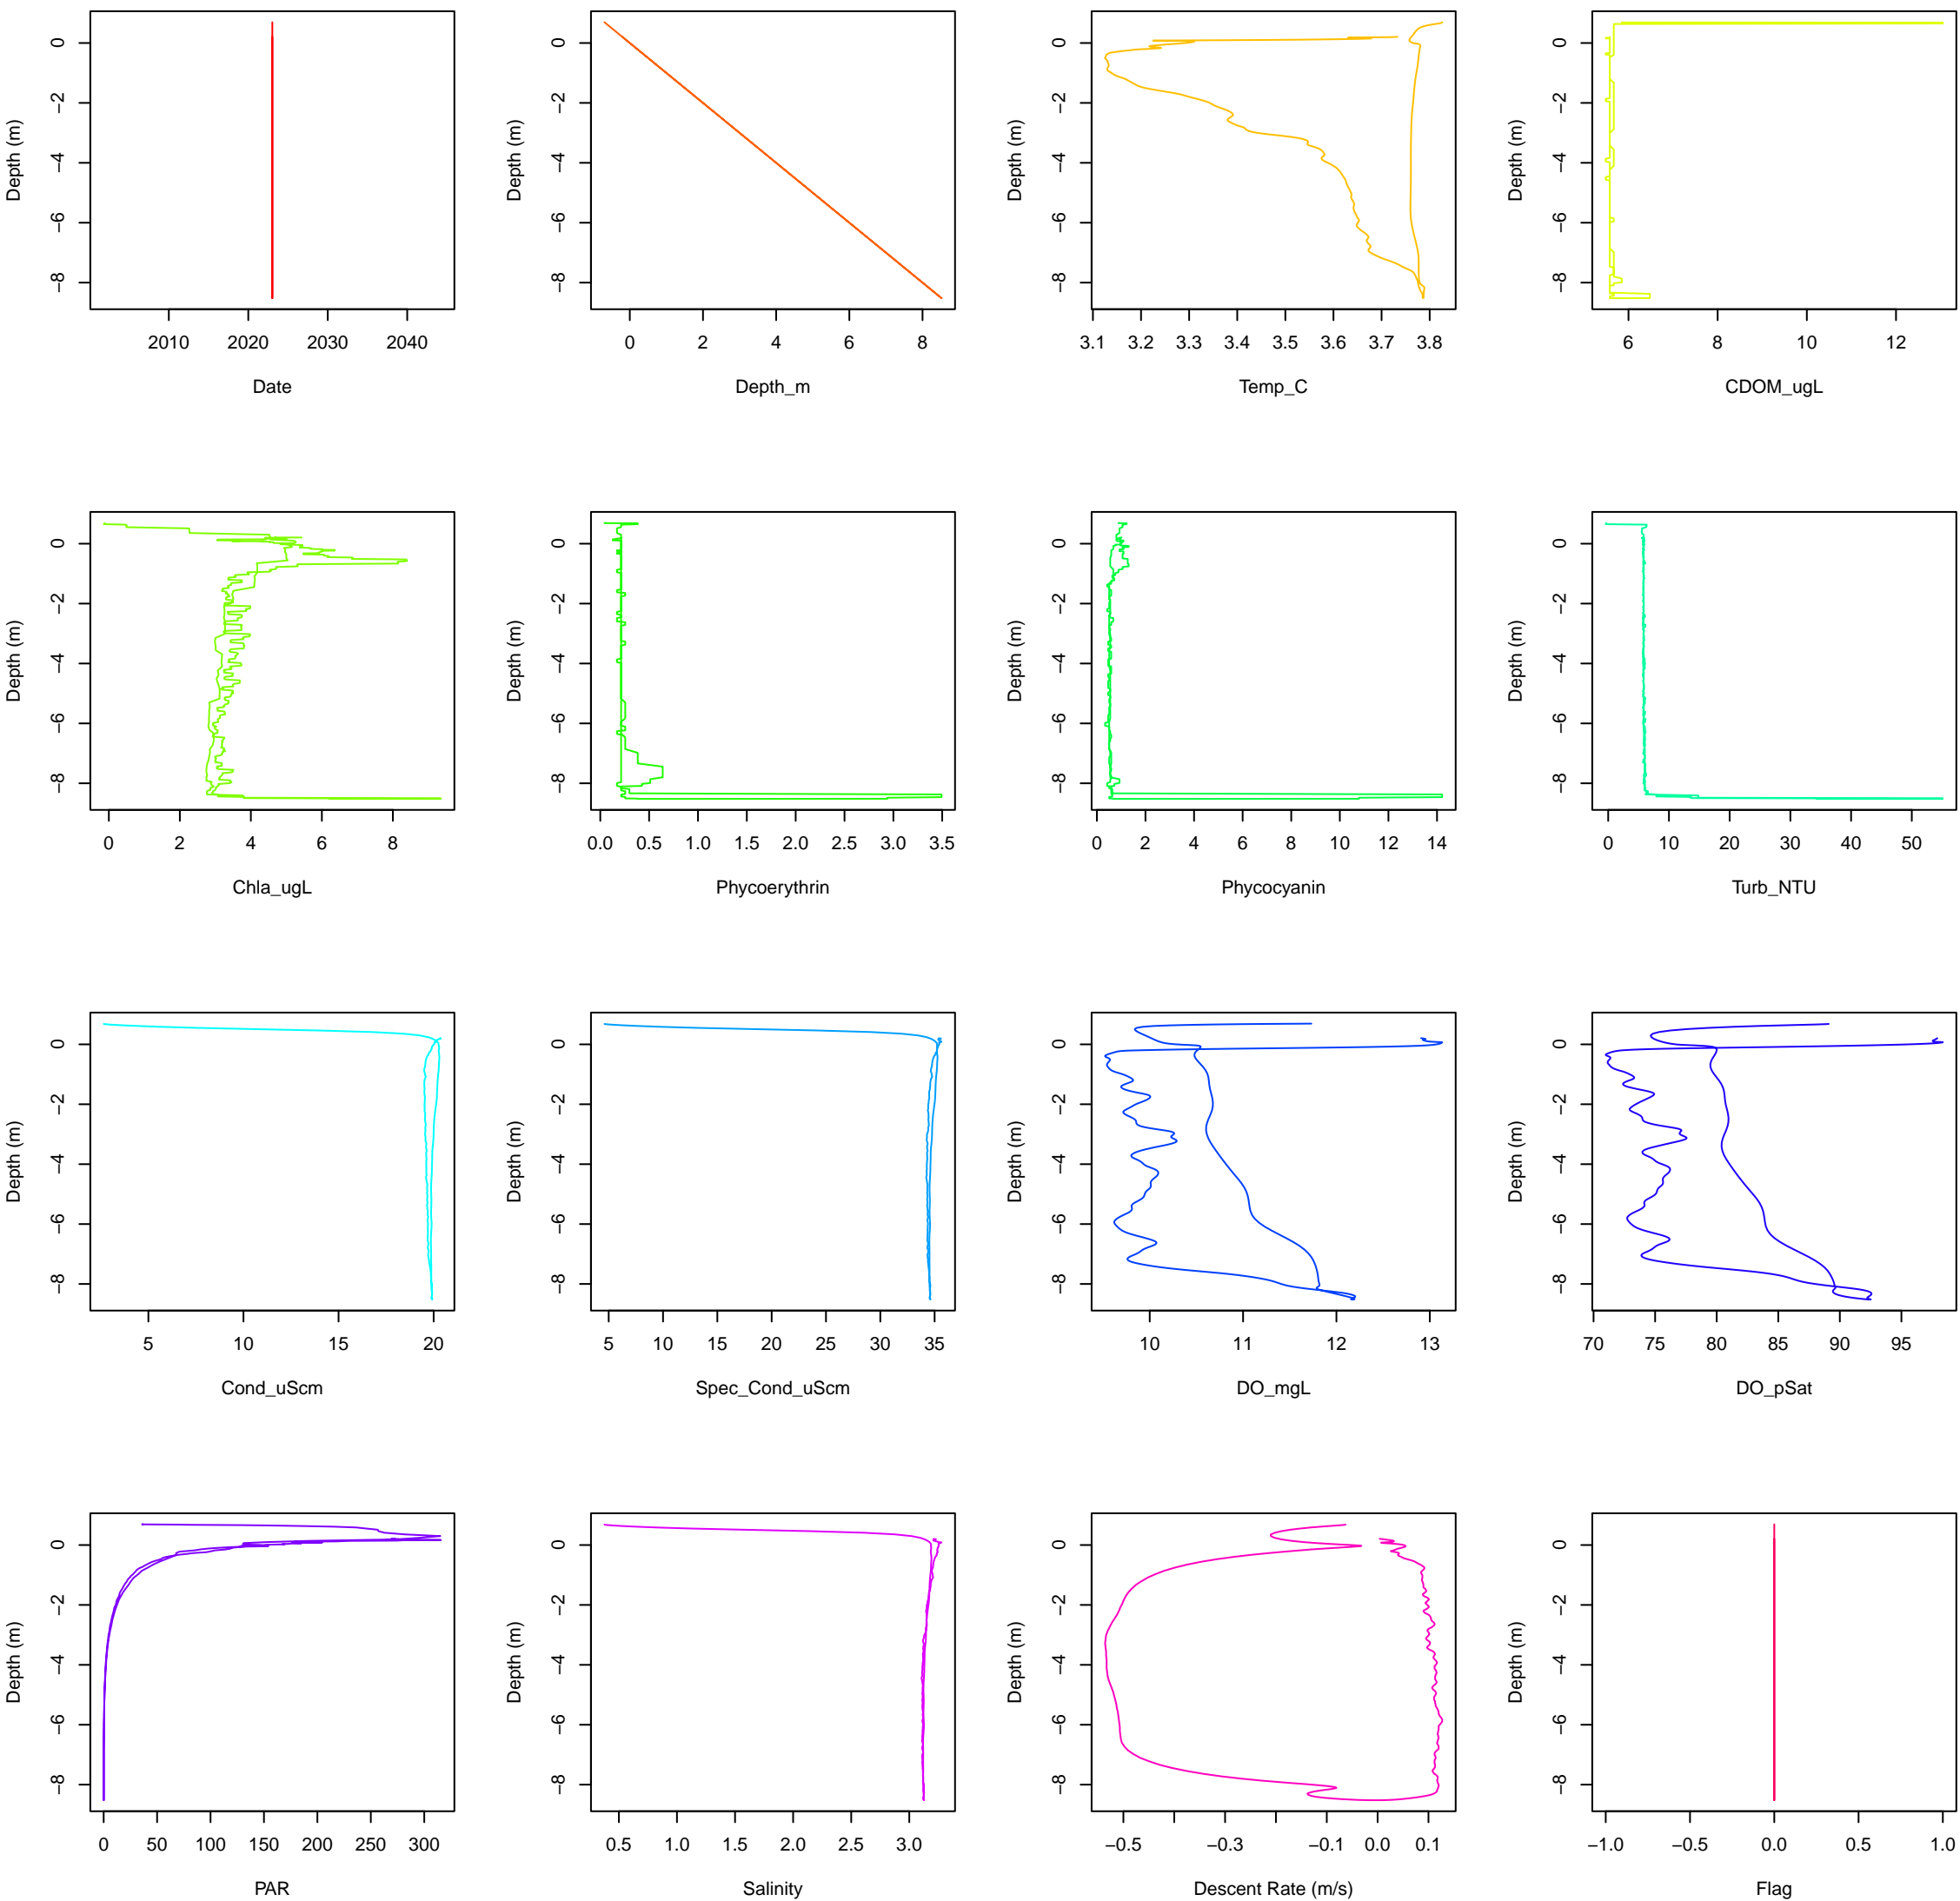 Depth (m)
0
−2
−4
−6
−8
2010 2020 2030 2040
Date
Depth (m)
0
−2
−4
−6
−8
0 2 4 6 8
Depth_m
Depth (m)
0
−2
−4
−6
−8
3.1 3.2 3.3 3.4 3.5 3.6 3.7 3.8
Temp_C
Depth (m)
0
−2
−4
−6
−8
6 8 10 12
CDOM_ugL
Depth (m)
0
−2
−4
−6
−8
0 2 4 6 8
Chla_ugL
Depth (m)
0
−2
−4
−6
−8
0.0 0.5 1.0 1.5 2.0 2.5 3.0 3.5
Phycoerythrin
Depth (m)
0
−2
−4
−6
−8
0 2 4 6 8 10 12 14
Phycocyanin
Depth (m)
0
−2
−4
−6
−8
0 10 20 30 40 50
Turb_NTU
Depth (m)
0
−2
−4
−6
−8
5 10 15 20
Cond_uScm
Depth (m)
0
−2
−4
−6
−8
5 10 15 20 25 30 35
Spec_Cond_uScm
Depth (m)
0
−2
−4
−6
−8
10 11 12 13
DO_mgL
Depth (m)
0
−2
−4
−6
−8
70 75 80 85 90 95
DO_pSat
Depth (m)
0
−2
−4
−6
−8
0 50 100 150 200 250 300
PAR
Depth (m)
0
−2
−4
−6
−8
0.5 1.0 1.5 2.0 2.5 3.0
Salinity
Depth (m)
0
−2
−4
−6
−8
−0.5 −0.3 −0.1 0.0 0.1
Descent Rate (m/s)
Depth (m)
0
−2
−4
−6
−8
−1.0 −0.5 0.0 0.5 1.0
Flag